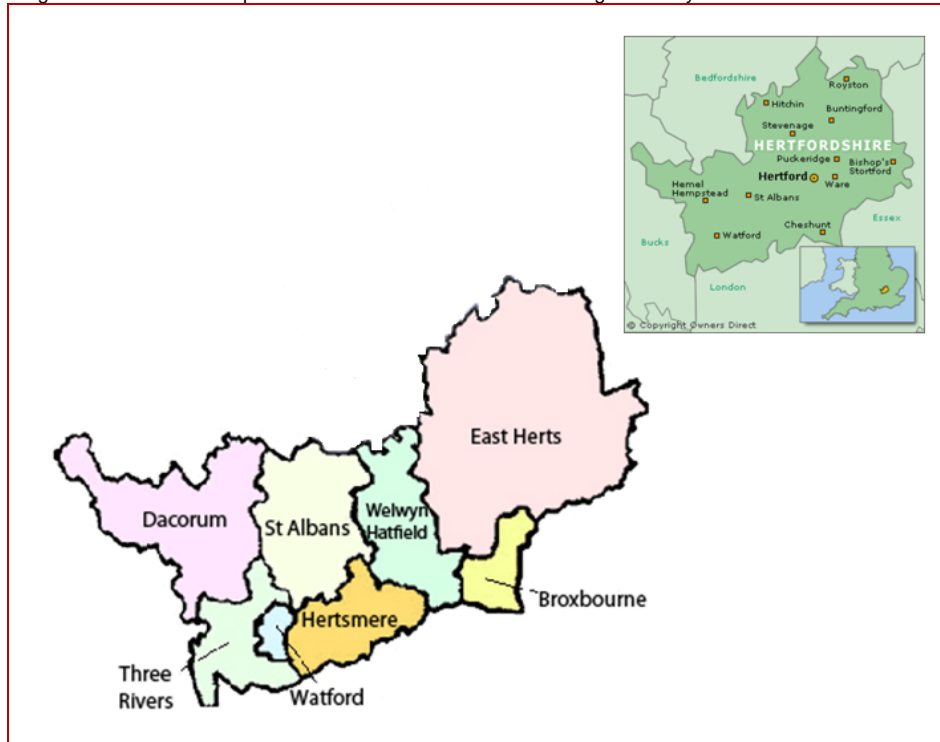 Bedfordshire
Royston
Hitchin
Buntingford
Stevenage
HERTFORDSHIRE
Puckeridge
Bishop's
Stortford
Hertford
Ware
Hemel
Hempstead
St Albans
Essex
Cheshunt
Watford
Bucks
London
© Copyright Owners Direct
East Herts
Dacorum
St Albans
Welwyn
Hatfield
Broxbourne
Hertsmere
Three
Rivers
Watford